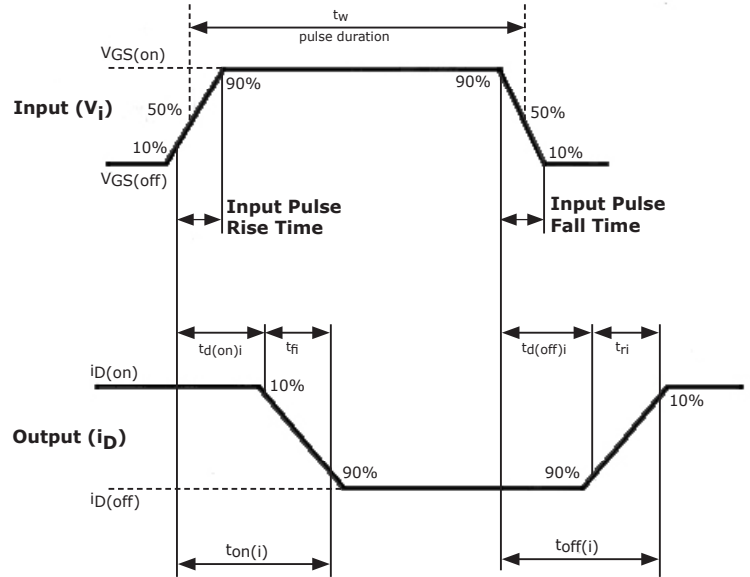 tw
pulse duration
VGS(on)
90%
90%
Input (Vi)
50%
50%
10%
10%
VGS(off)
Input Pulse
Rise Time
Input Pulse
Fall Time
td(on)i
tfi
td(off)i
tri
iD(on)
10%
10%
Output (iD)
90%
90%
iD(off)
ton(i)
toff(i)